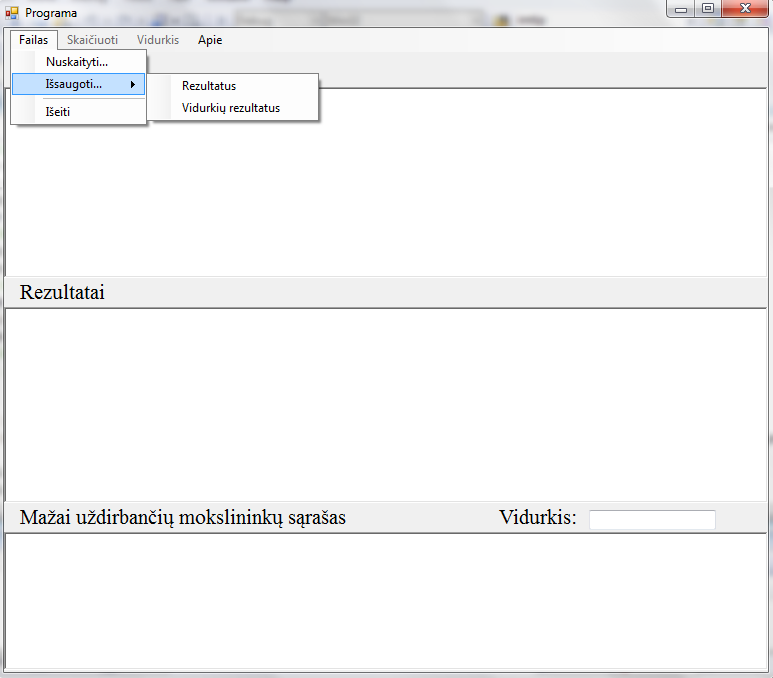 Programa
Failas Skaičiuoti Vidurkis Apie
Nuskaityti...
Išsaugoti...
Rezultatus
Vidurkių rezultatus
Išeiti
Rezultatai
Mažai uždirbančių mokslininkų sąrašas Vidurkis: